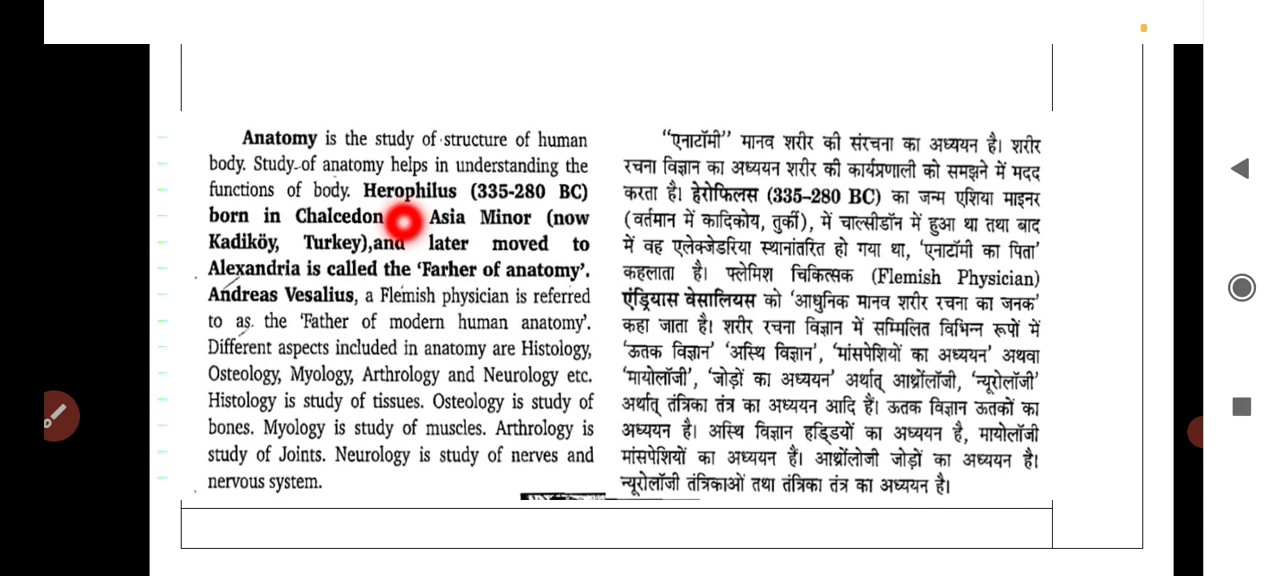 Anatomy is the study of structure of human
body. Study of anatomy helps in understanding the
functions of body. Herophilus (335-280 BC)
born in Chalcedon Asia Minor (now
Kadiköy, Turkey),and later moved to
Alexandria is called the ‘Farher of anatomy’.
Andreas Vesalius, a Flemish physician is referred
to as the ‘Father of modern human anatomy’.
Different aspects included in anatomy are Histology,
Osteology, Myology, Arthrology and Neurology etc.
Histology is study of tissues. Osteology is study of
bones. Myology is study of muscles. Arthrology is
study of Joints. Neurology is study of nerves and
nervous system.
“एनाटॉमी” मानव शरीर की संरचना का अध्ययन है। शरीर
रचना विज्ञान का अध्ययन शरीर की कार्यप्रणाली को समझने में मदद
करता है। हेरोफिलस (335–280 BC) का जन्म एशिया माइनर
(वर्तमान में कादिकोय, तुर्की), में चाल्सीडॉन में हुआ था तथा बाद
में वह एलेक्जेडरिया स्थानांतरित हो गया था, ‘एनाटॉमी का पिता’
कहलाता है। फ्लेमिश चिकित्सक (Flemish Physician)
एंड्रियास वेसालियस को ‘आधुनिक मानव शरीर रचना का जनक’
कहा जाता है। शरीर रचना विज्ञान में सम्मिलित विभिन्न रूपों में
‘ऊतक विज्ञान’ ‘अस्थि विज्ञान’, ‘मांसपेशियों का अध्ययन’ अथवा
‘मायोलॉजी’, ‘जोड़ों का अध्ययन’ अर्थात् आर्थ्रोलॉजी, ‘न्यूरोलॉजी’
अर्थात् तंत्रिका तंत्र का अध्ययन आदि हैं। ऊतक विज्ञान ऊतकों का
अध्ययन है। अस्थि विज्ञान हड्डियों का अध्ययन है, मायोलॉजी
मांसपेशियों का अध्ययन हैं। आर्थ्रोलोजी जोड़ों का अध्ययन है।
न्यूरोलॉजी तंत्रिकाओं तथा तंत्रिका तंत्र का अध्ययन है।